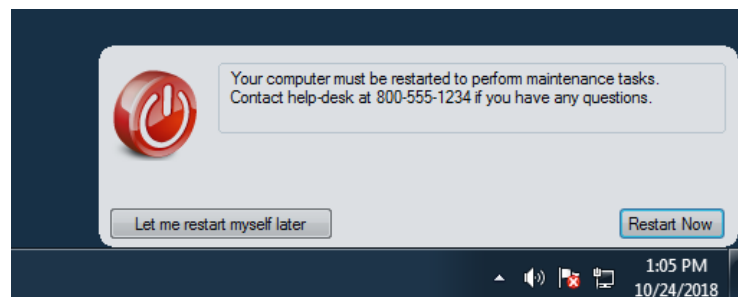 Your computer must be restarted to perform maintenance tasks.
Contact help-desk at 800-555-1234 if you have any questions.
Let me restart myself later
Restart Now
1:05 PM
10/24/2018